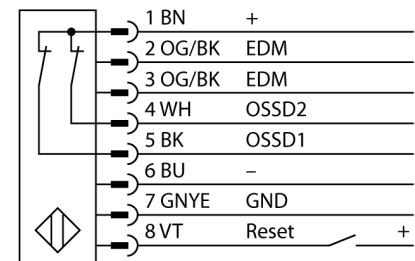 1 BN +
2 OG/BK EDM
3 OG/BK EDM
4 WH OSSD2
5 BK OSSD1
6 BU –
7 GNYE GND
8 VT Reset +